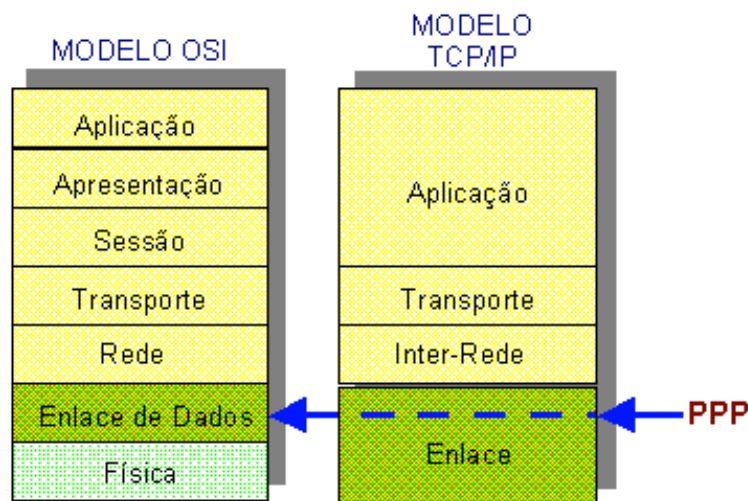 MODELO OSI
Aplicação
Apresentação
Sessão
Transporte
Rede
Enlace de Dados
Física
MODELO
TCP/IP
Aplicação
Transporte
Inter-Rede
Enlace
PPP